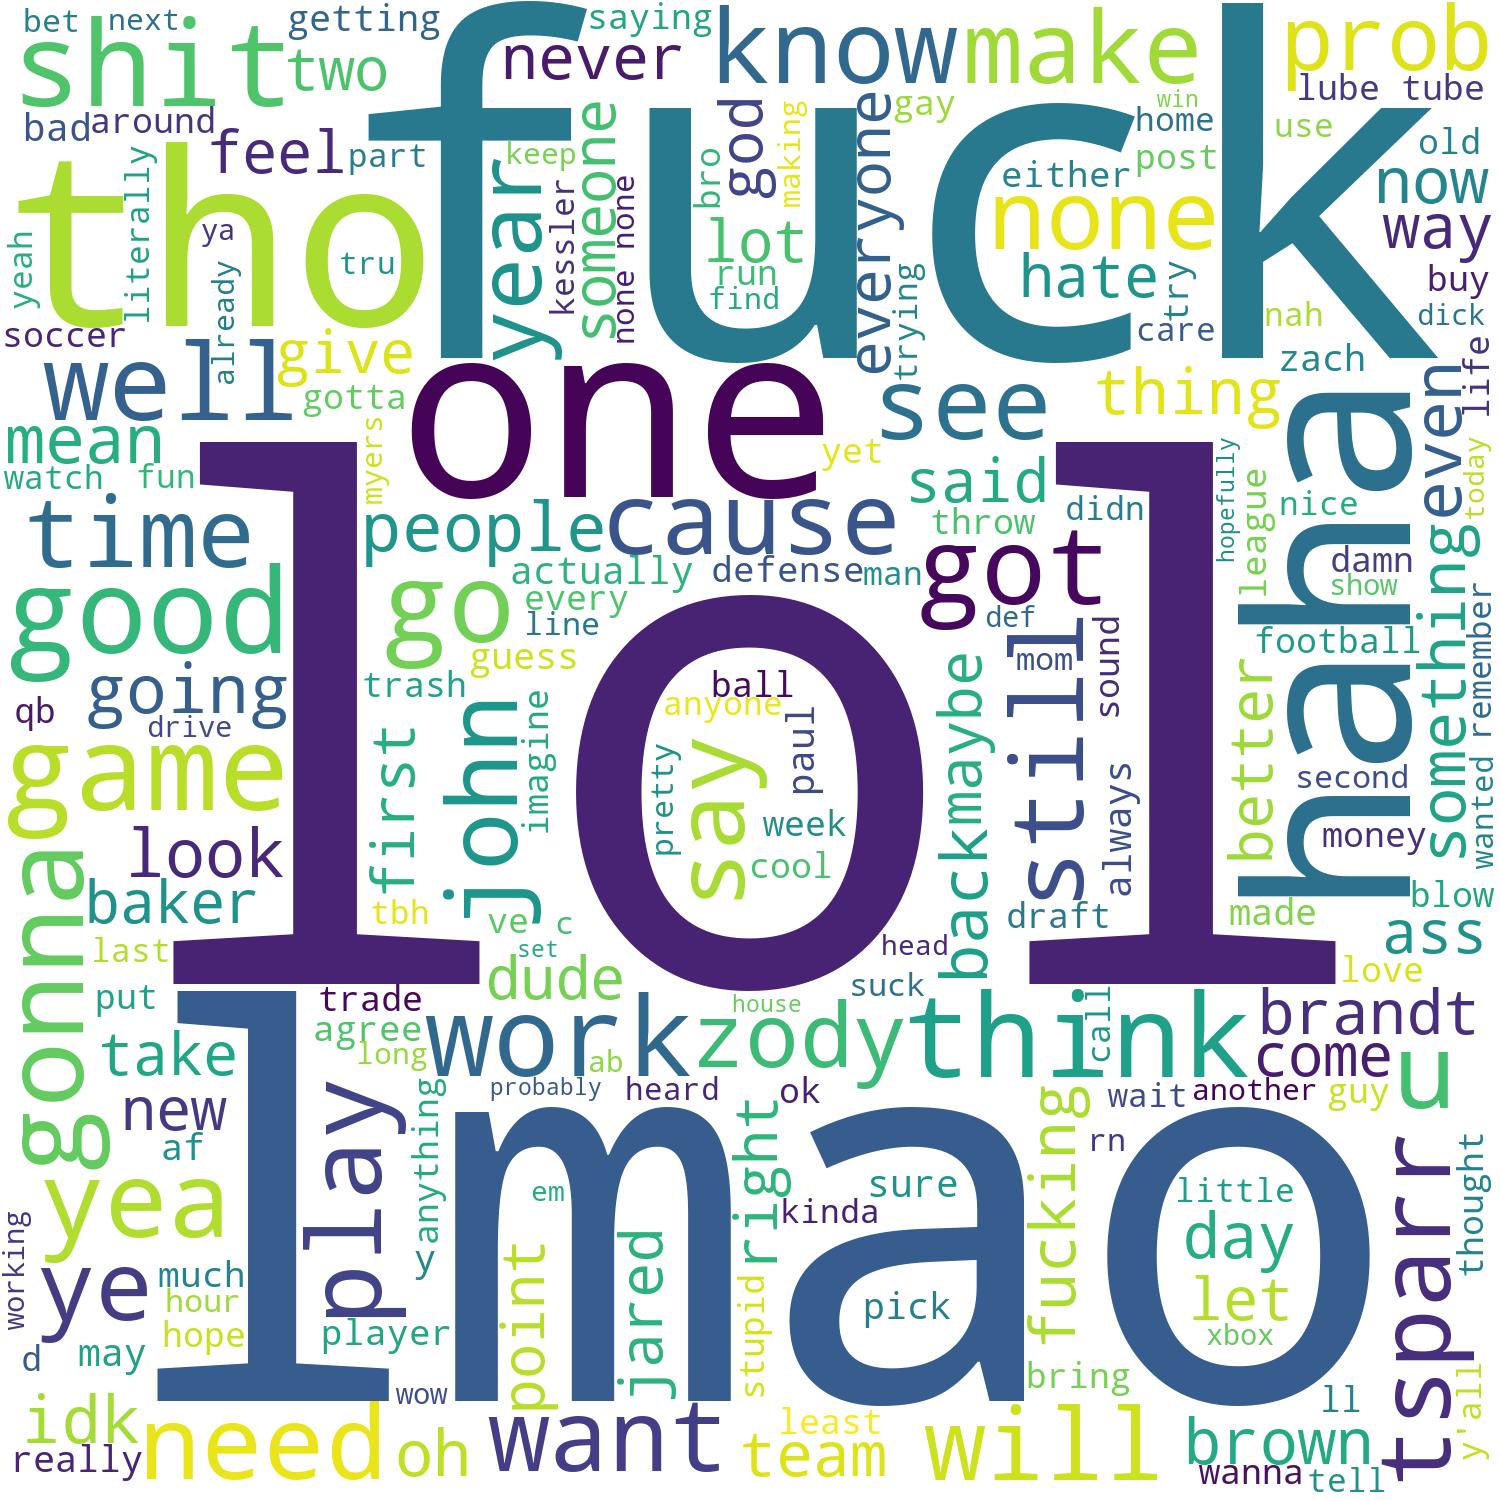 bet
next
getting
saying
never
know
make
prob
shit
two
fuck
lube tube
bad
around
feel
part
keep
someone
god
making
everyone
gay
win
home
use
old
tho
literally
year
kessler
none none
bro
lot
either
post
none
now
way
yeah
ya
already
tru
run
find
trying
hate
try
buy
soccer
care
nah
dick
well
give
gotta
one
see
thing
zach
life
even
mean
myers
yet
haha
watch
fun
people
cause
said
throw
didn
hopefully
league
nice
today
time
actually
defense
man
got
damn
show
good
go
every
line
def
football
something
remember
guess
lol
still
mom
sound
going
trash
ball
anyone
backmaybe
better
qb
drive
john
imagine
say
paul
pretty
second
wanted
game
first
week
always
money
look
cool
baker
tbh
ve
c
draft
made
blow
gonna
last
set
head
ass
dude
suck
love
put
trade
house
call
brandt
agree
work
zody
think
take
long
ab
come
u
new
probably
heard
ok
wait
another
guy
af
play
anything
lmao
right
fucking
rn
thought
yea
em
sure
little
kinda
day
tsparr
working
ye
much
y
point
jared
stupid
pick
let
hour
hope
player
xbox
d
may
bring
y'all
wow
ll
idk
need
oh
want
least
team
will
brown
really
wanna
tell